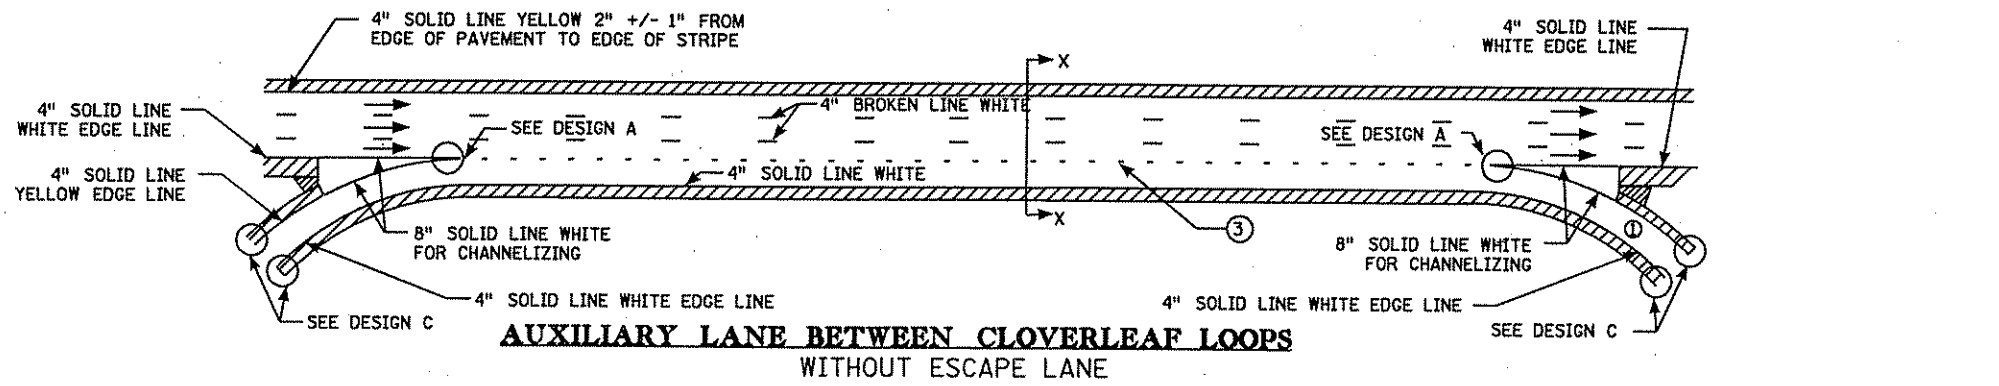 4" SOLID LINE YELLOW 2" +/- 1" FROM
EDGE OF PAVEMENT TO EDGE OF STRIPE
4" SOLID LINE
WHITE EDGE LINE
X
4" SOLID LINE
WHITE EDGE LINE
4" BROKEN LINE WHITE
SEE DESIGN A
SEE DESIGN A
4" SOLID LINE
YELLOW EDGE LINE
4" SOLID LINE WHITE
X
3
1
8" SOLID LINE WHITE
FOR CHANNELIZING
8" SOLID LINE WHITE
FOR CHANNELIZING
4" SOLID LINE WHITE EDGE LINE
4" SOLID LINE WHITE EDGE LINE
SEE DESIGN C
SEE DESIGN C
AUXILIARY LANE BETWEEN CLOVERLEAF LOOPS
WITHOUT ESCAPE LANE